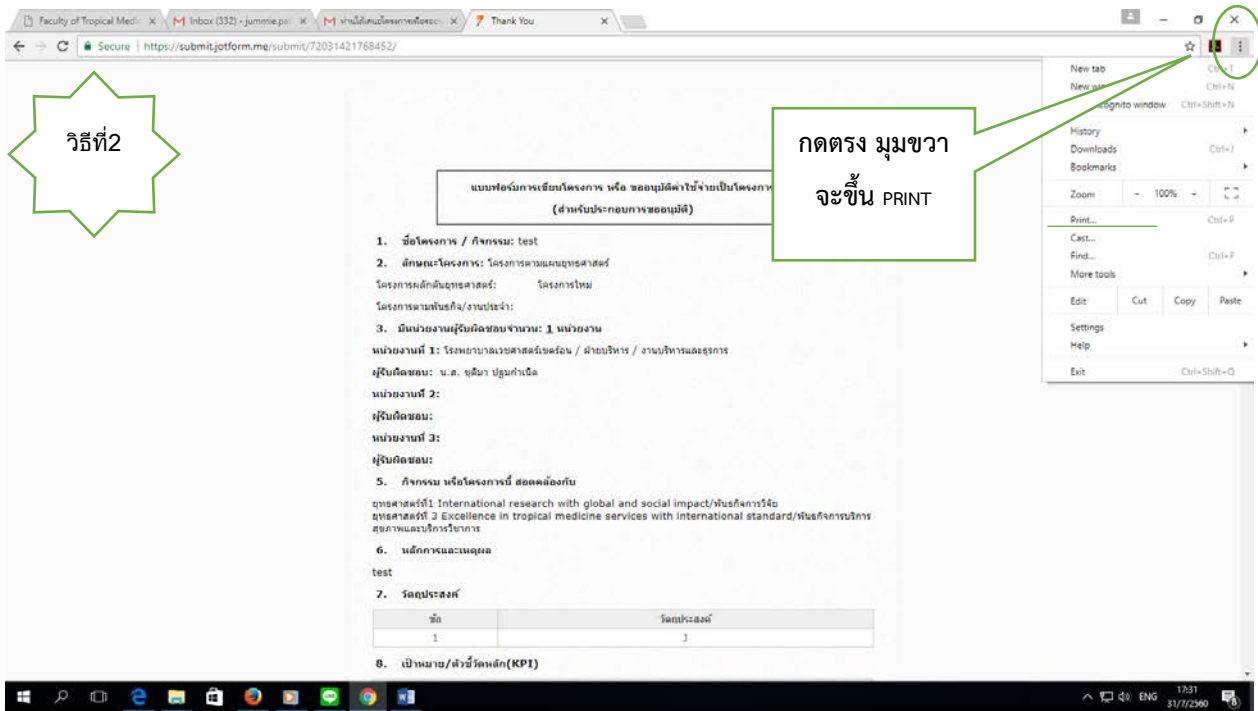 Faculty of Tropical Medic
Inbox (332) - jummie.pa
Thank You
Secure | https://submit.jotform.me/submit/72031421768452/
วิธีที่2
กดตรง มุมขวา
จะขึ้น PRINT
New tab Ctrl+T
New win Ctrl+N
ognito window Ctrl+Shift+N
History
Downloads Ctrl+J
Bookmarks
Zoom - 100% +
Print... Ctrl+P
Cast...
Find... Ctrl+F
More tools
Edit Cut Copy Paste
Settings
Help
Exit Ctrl+Shift+Q
แบบฟอร์มการเขียนโครงการ หรือ ขออนุมัติค่าใช้จ่ายเป็นโครงการ
(สำหรับประกอบการขออนุมัติ)
1. ชื่อโครงการ / กิจกรรม: test
2. ลักษณะโครงการ: โครงการตามแผนยุทธศาสตร์
โครงการผลักดันยุทธศาสตร์: โครงการใหม่
โครงการตามพันธกิจ/งานประจำ:
3. มีหน่วยงานผู้รับผิดชอบจำนวน: 1 หน่วยงาน
หน่วยงานที่ 1: โรงพยาบาลเวชศาสตร์เขตร้อน / ฝ่ายบริหาร / งานบริหารและธุรการ
ผู้รับผิดชอบ: น.ส. ชุติมา ปฐมกำเนิด
หน่วยงานที่ 2:
ผู้รับผิดชอบ:
หน่วยงานที่ 3:
ผู้รับผิดชอบ:
5. กิจกรรม หรือโครงการนี้ สอดคล้องกับ
ยุทธศาสตร์ที่1 International research with global and social impact/พันธกิจการวิจัย
ยุทธศาสตร์ที่ 3 Excellence in tropical medicine services with international standard/พันธกิจการบริการ
สุขภาพและบริการวิชาการ
6. หลักการและเหตุผล
test
7. วัตถุประสงค์
ข้อ วัตถุประสงค์
1 J
8. เป้าหมาย/ตัวชี้วัดหลัก(KPI)
ENG
17:31
31/7/2560